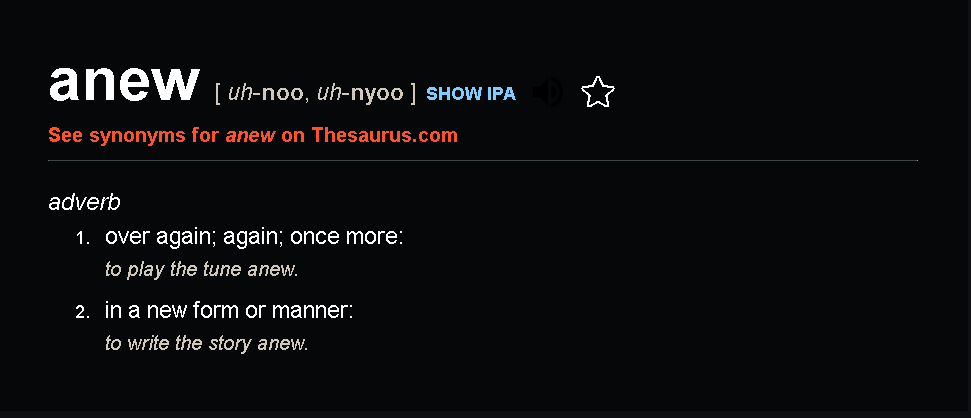 anew [ uh-noo, uh-nyoo ] SHOW IPA
See synonyms for anew on Thesaurus.com
adverb
1. over again; again; once more:
to play the tune anew.
2. in a new form or manner:
to write the story anew.